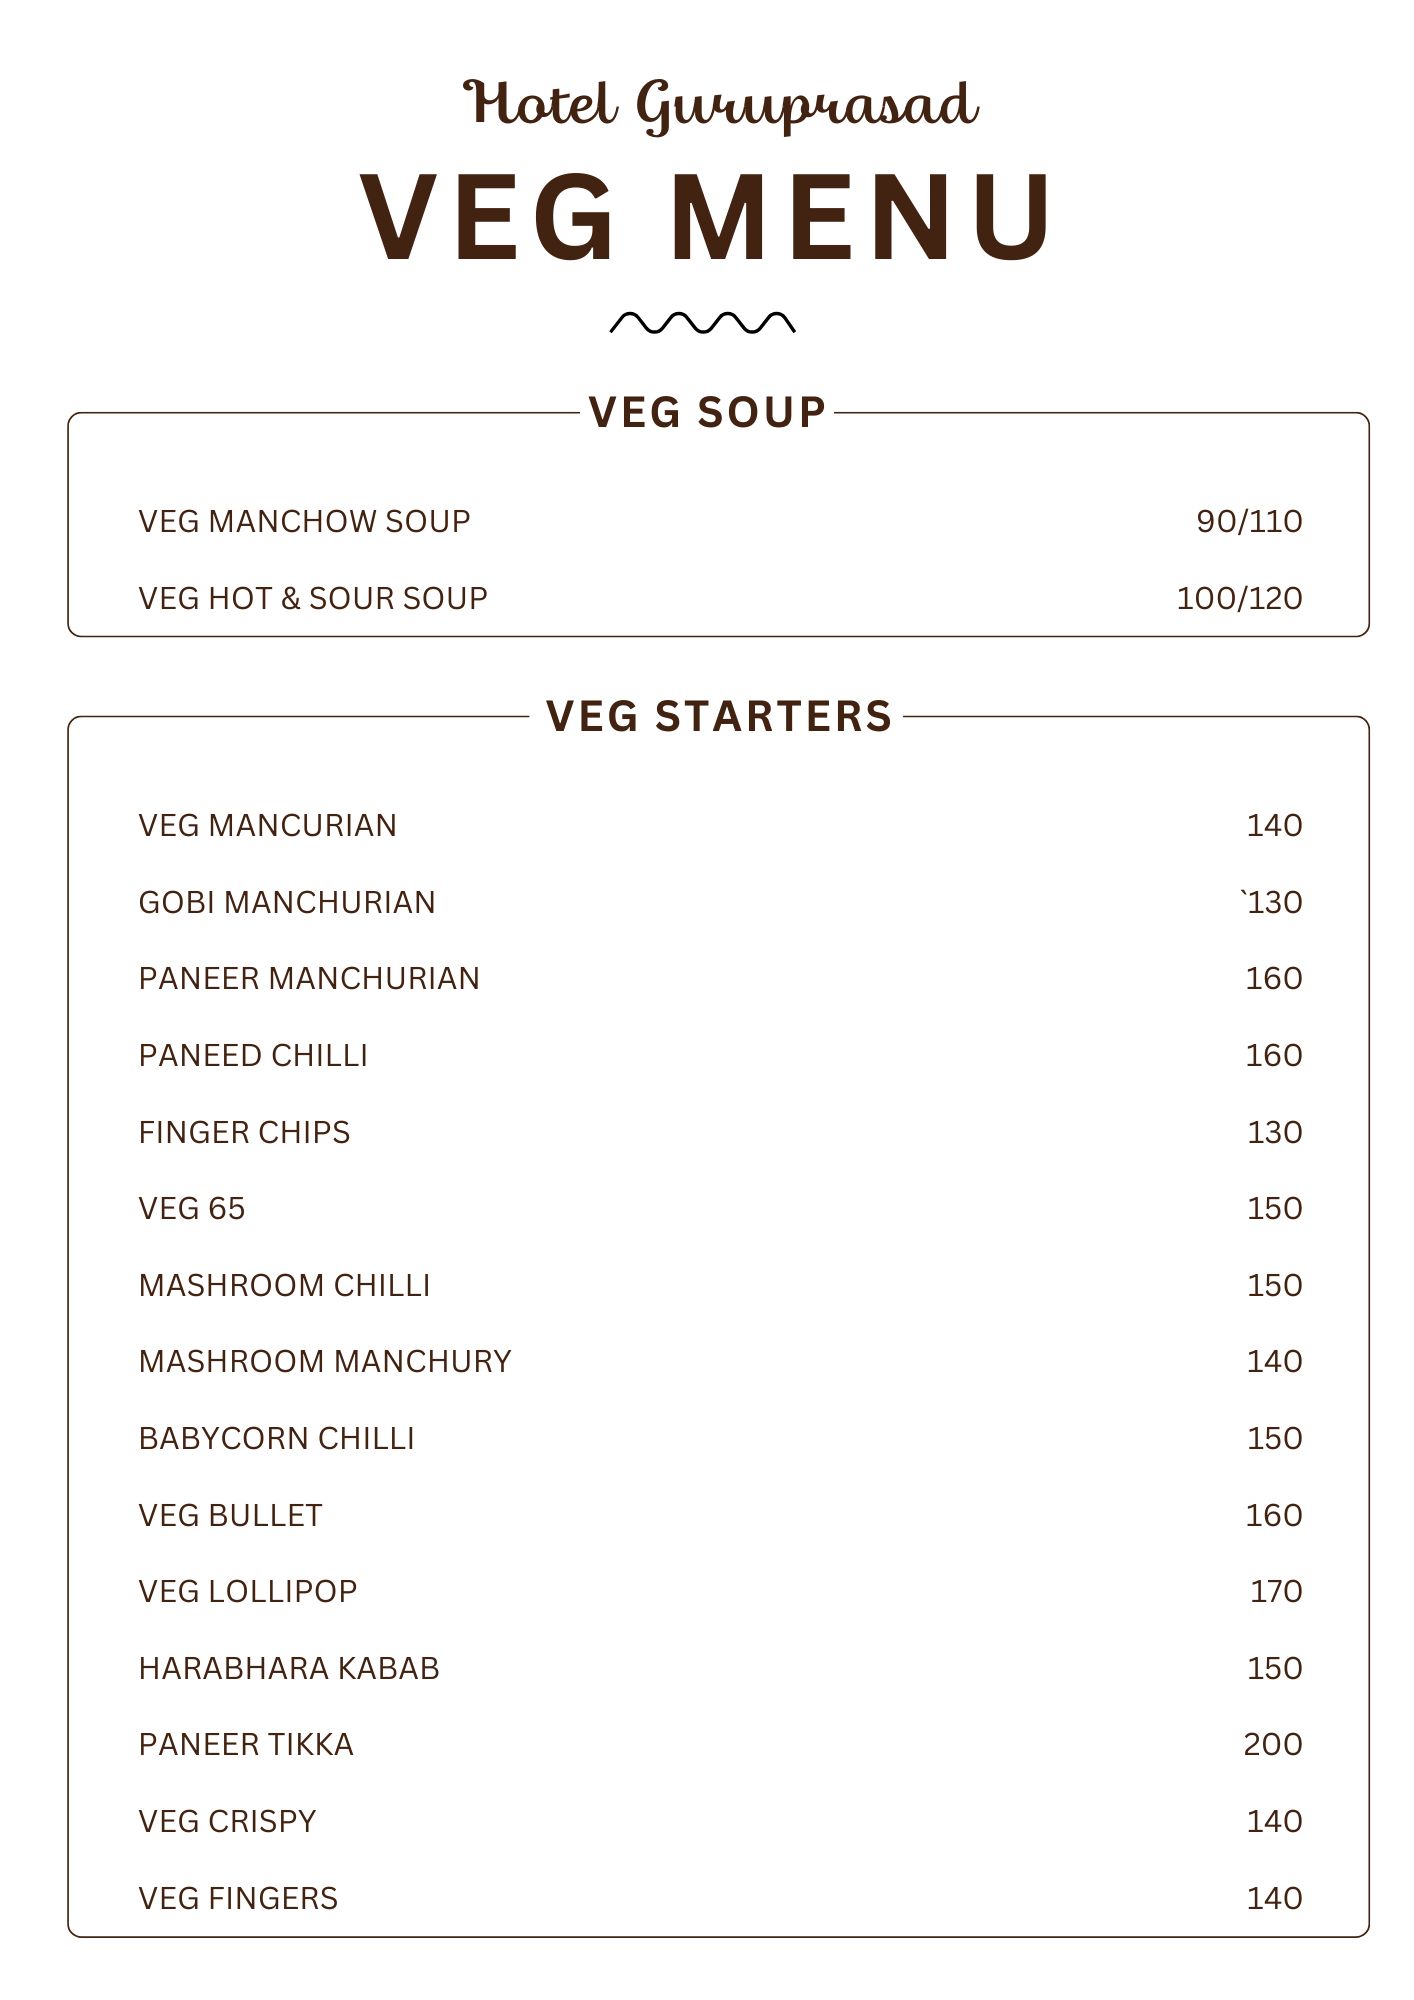 Hotel Guruprasad
VEG MENU
VEG SOUP
VEG MANCHOW SOUP 90/110
VEG HOT & SOUR SOUP 100/120
VEG STARTERS
VEG MANCURIAN 140
GOBI MANCHURIAN `130
PANEER MANCHURIAN 160
PANEED CHILLI 160
FINGER CHIPS 130
VEG 65 150
MASHROOM CHILLI 150
MASHROOM MANCHURY 140
BABYCORN CHILLI 150
VEG BULLET 160
VEG LOLLIPOP 170
HARABHARA KABAB 150
PANEER TIKKA 200
VEG CRISPY 140
VEG FINGERS 140